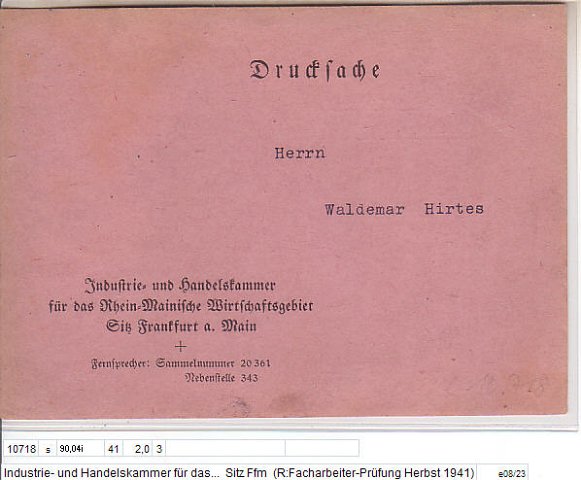 Drucksache
Herrn
Waldemar Hirtes
Industrie- und Handelskammer
für das Rhein-Mainische Wirtschaftsgebiet
Sitz Frankfurt a. Main
+
Fernsprecher: Sammelnummer 20361
Nebenstelle 343
10718 s 90,04i 41 2,0 3
Industrie- und Handelskammer für das... Sitz Ffm (R:Facharbeiter-Prüfung Herbst 1941) e08/23